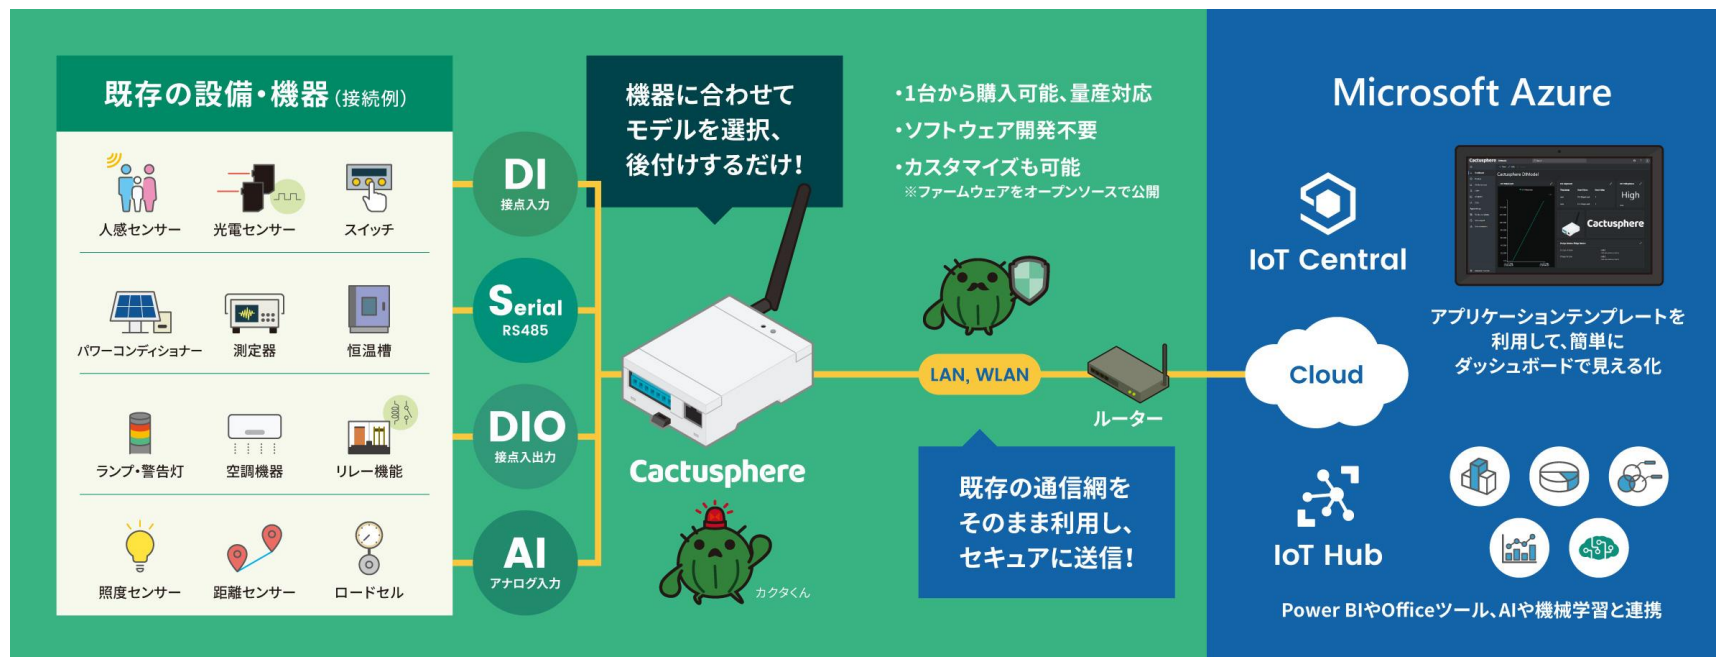 既存の設備・機器（接続例）
人感センサー
光電センサー
スイッチ
パワーコンディショナー
測定器
恒温槽
ランプ・警告灯
空調機器
リレー機能
照度センサー
距離センサー
ロードセル
DI
接点入力
Serial
RS485
DIO
接点入出力
AI
アナログ入力
機器に合わせて
モデルを選択、
後付けするだけ！
Cactusphere
カクタくん
・1台から購入可能、量産対応
・ソフトウェア開発不要
・カスタマイズも可能
※ファームウェアをオープンソースで公開
LAN, WLAN
ルーター
既存の通信網を
そのまま利用し、
セキュアに送信！
Microsoft Azure
IoT Central
Cactusphere
Cactusphere DIModel
High
Cactusphere
アプリケーションテンプレートを
利用して、簡単に
ダッシュボードで見える化
Cloud
IoT Hub
Power BIやOfficeツール、AIや機械学習と連携